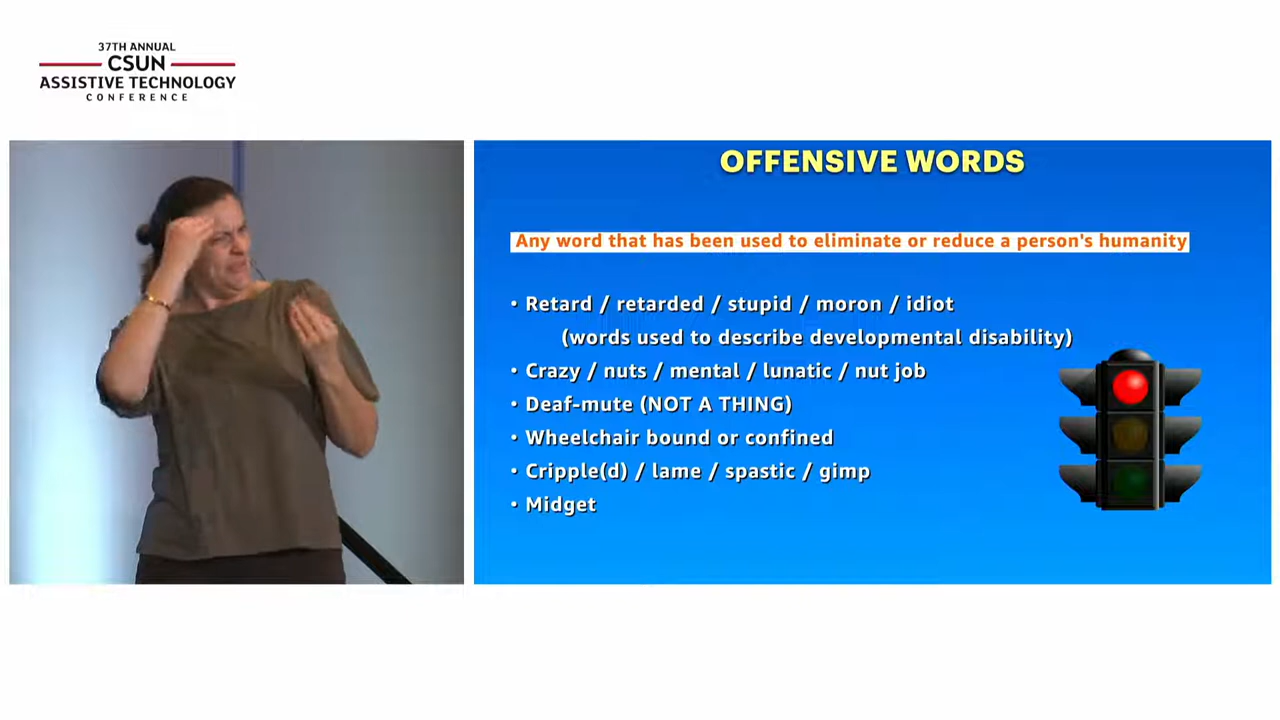 37TH ANNUAL
CSUN
ASSISTIVE TECHNOLOGY
CONFERENCE
OFFENSIVE WORDS
Any word that has been used to eliminate or reduce a person's humanity
• Retard / retarded / stupid / moron / idiot
(words used to describe developmental disability)
• Crazy / nuts / mental / lunatic / nut job
• Deaf-mute (NOT A THING)
• Wheelchair bound or confined
• Cripple(d) / lame / spastic / gimp
• Midget